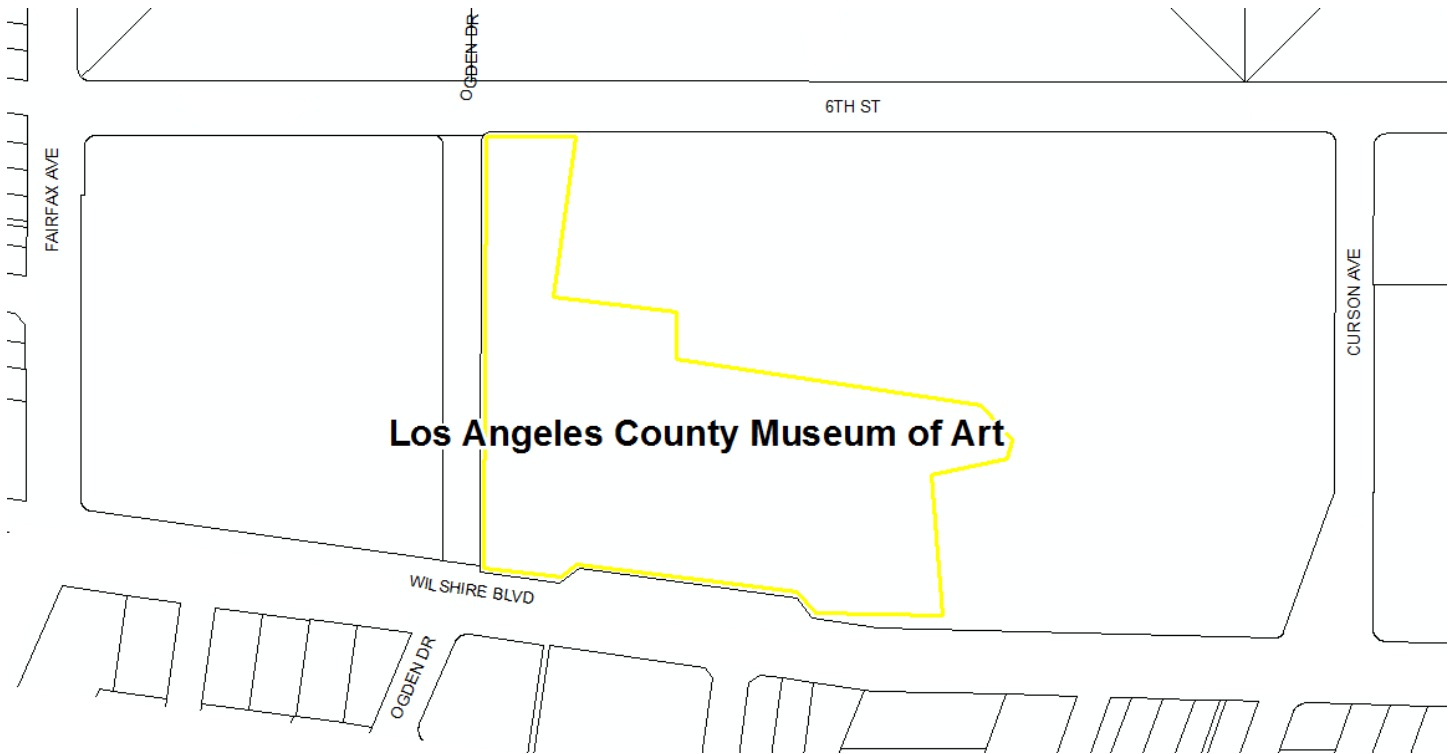 OGDEN DR
6TH ST
FAIRFAX AVE
CURSON AVE
Los Angeles County Museum of Art
WILSHIRE BLVD
OGDEN DR